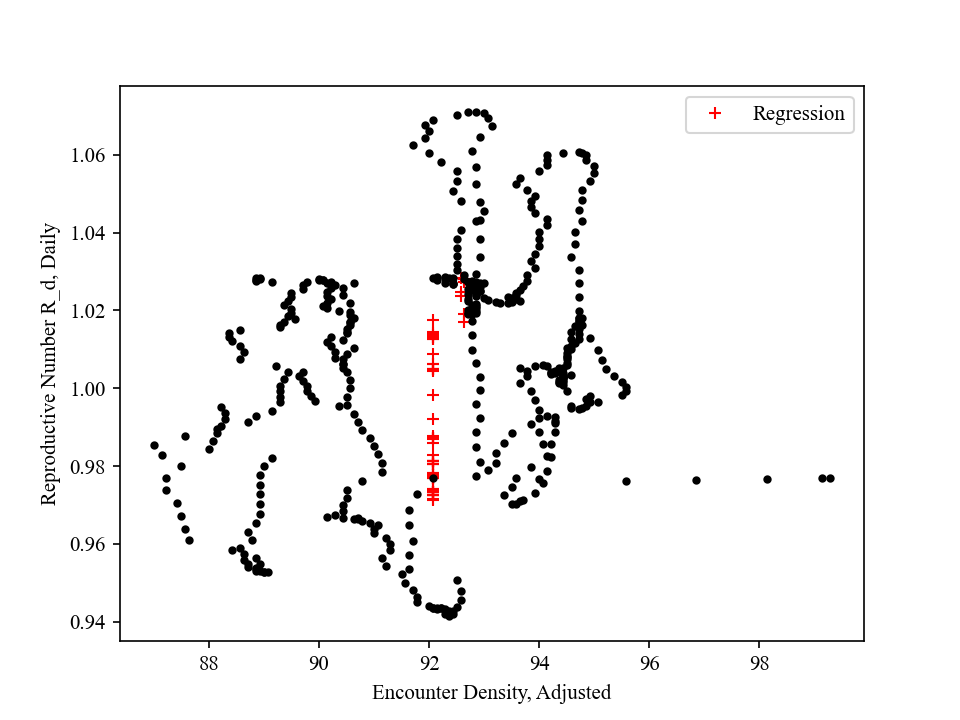 Regression
1.06
1.04
1.02
1.00
0.98
0.96
0.94
Reproductive Number R_d, Daily
88 90 92 94 96 98
Encounter Density, Adjusted